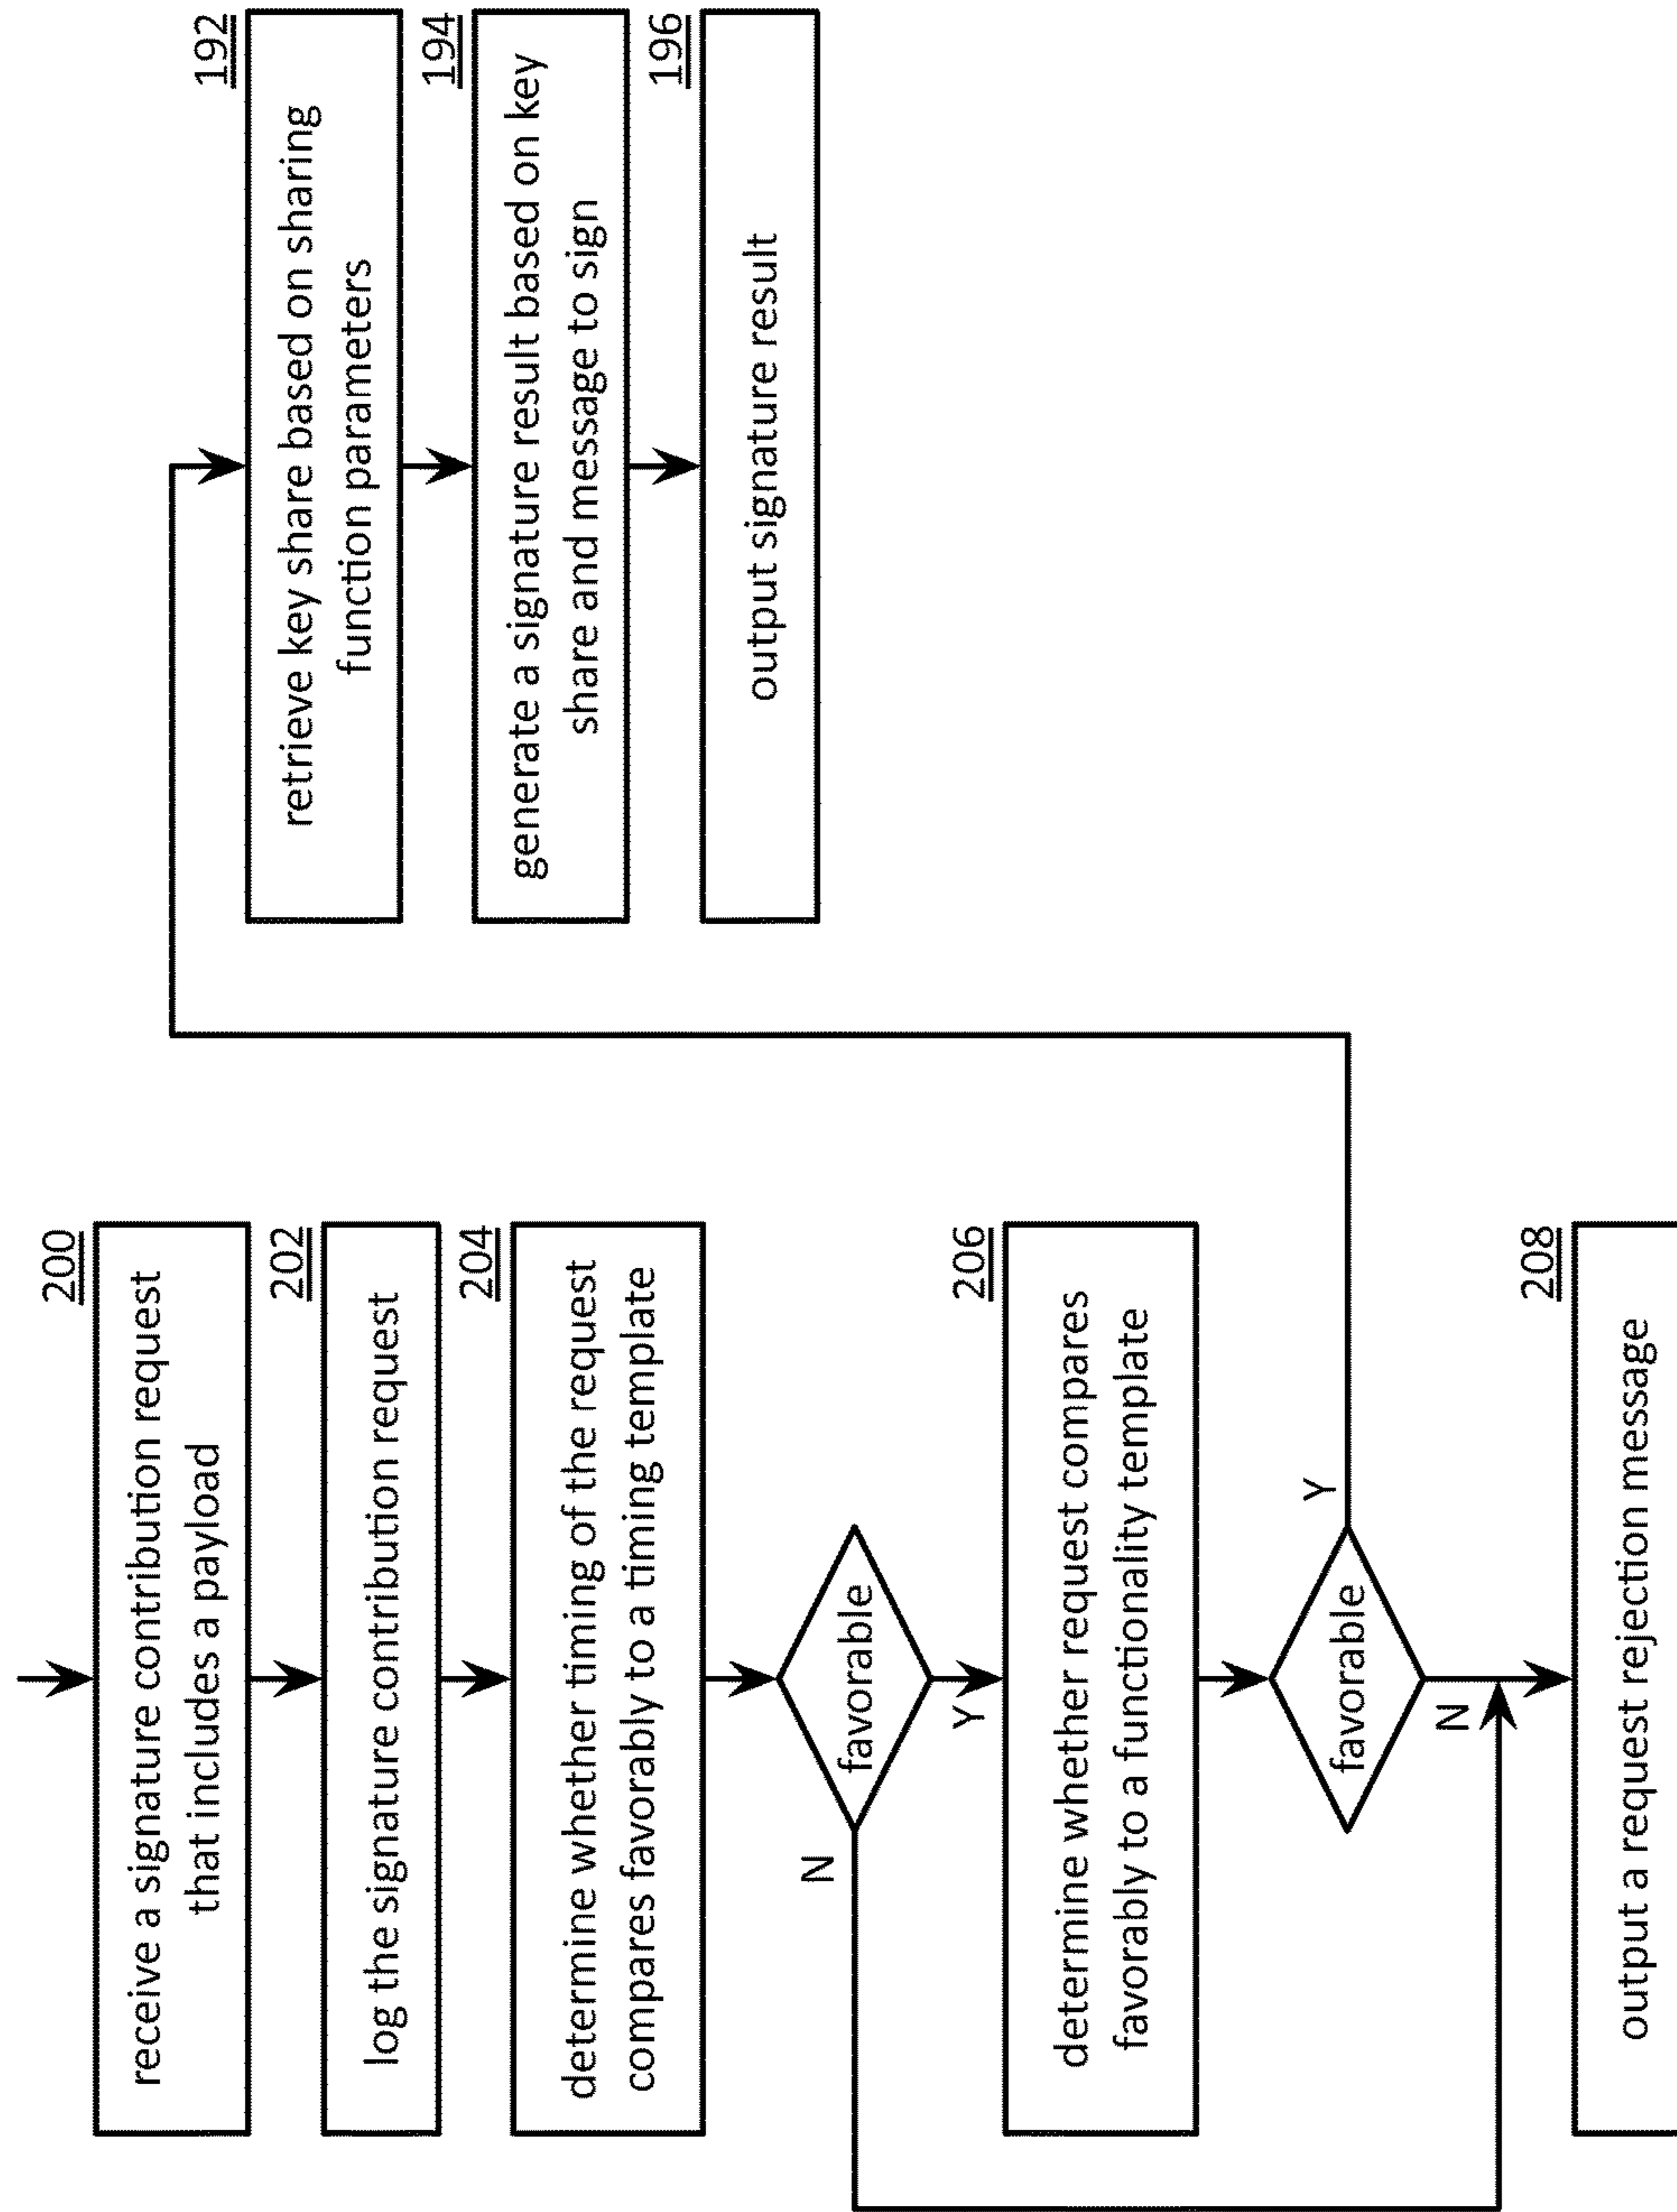 200
receive a signature contribution request
that includes a payload
202
log the signature contribution request
204
determine whether timing of the request
compares favorably to a timing template
favorable
N
Y
206
determine whether request compares
favorably to a functionality template
favorable
Y
N
208
output a request rejection message
192
retrieve key share based on sharing
function parameters
194
generate a signature result based on key
share and message to sign
196
output signature result